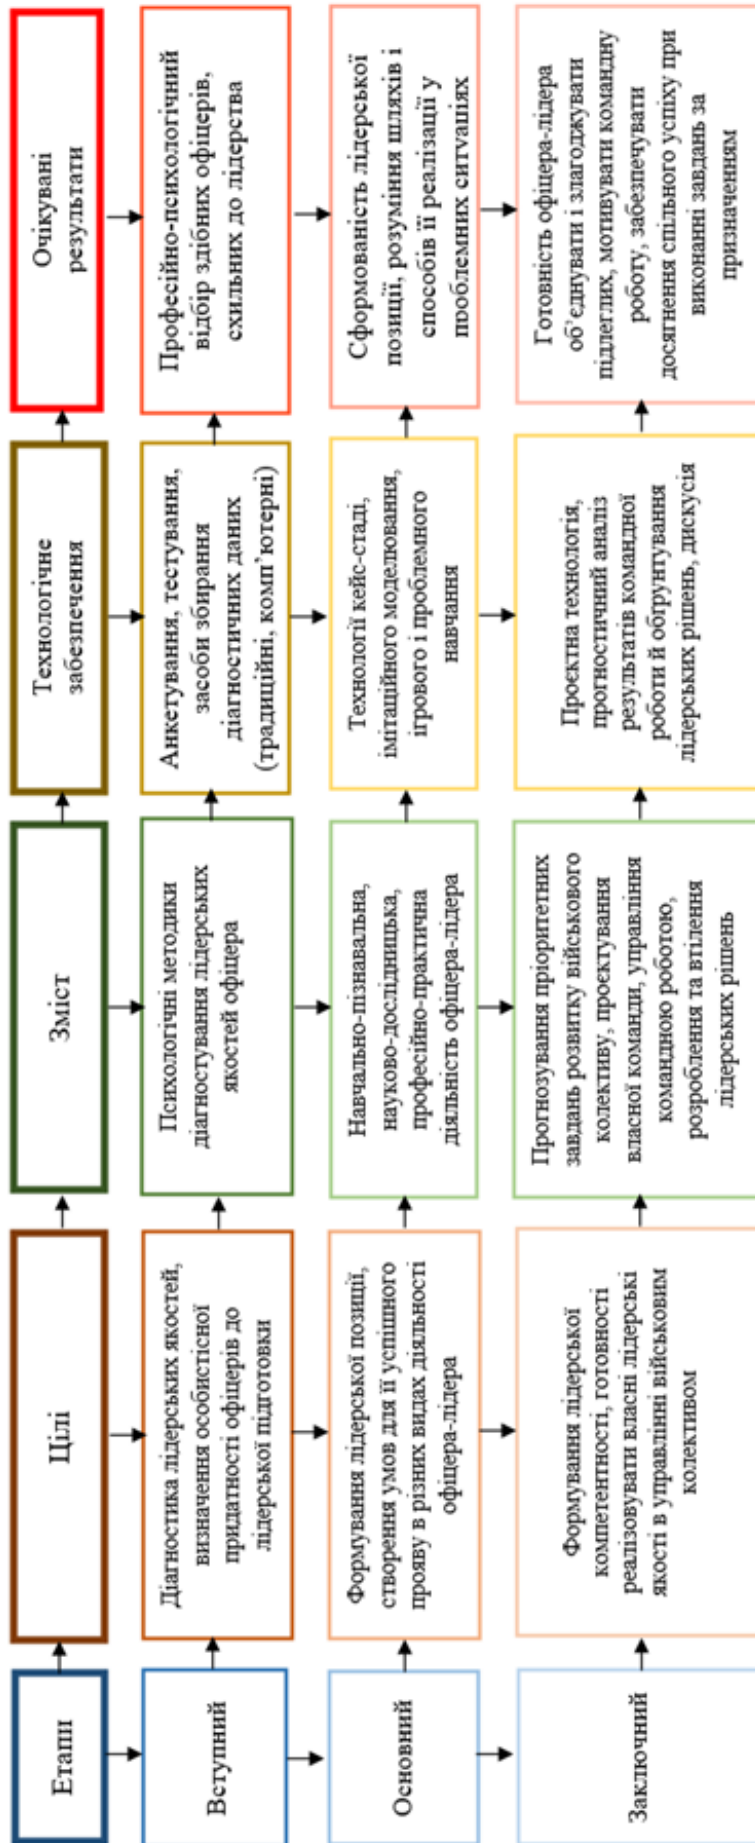 Етапи
Цілі
Зміст
Технологічне
забезпечення
Очікувані
результати
Вступний
Діагностика лідерських якостей,
визначення особистісної
придатності офіцерів до
лідерської підготовки
Психологічні методики
діагностування лідерських
якостей офіцера
Анкетування, тестування,
засоби збирання
діагностичних даних
(традиційні, комп’ютерні)
Професійно-психологічний
відбір здібних офіцерів,
схильних до лідерства
Основний
Формування лідерської позиції,
створення умов для її успішного
прояву в різних видах діяльності
офіцера-лідера
Навчально-пізнавальна,
науково-дослідницька,
професійно-практична
діяльність офіцера-лідера
Технології кейс-стаді,
імітаційного моделювання,
ігрового і проблемного
навчання
Сформованість лідерської
позиції, розуміння шляхів і
способів її реалізації у
проблемних ситуаціях
Заключний
Формування лідерської
компетентності, готовності
реалізовувати власні лідерські
якості в управлінні військовим
колективом
Прогнозування пріоритетних
завдань розвитку військового
колективу, проєктування
власної команди, управління
командною роботою,
розроблення та втілення
лідерських рішень
Проєктна технологія,
прогностичний аналіз
результатів командної
роботи й обґрунтування
лідерських рішень, дискусія
Готовність офіцера-лідера
об’єднувати і злагоджувати
підлеглих, мотивувати командну
роботу, забезпечувати
досягнення спільного успіху при
виконанні завдань за
призначенням